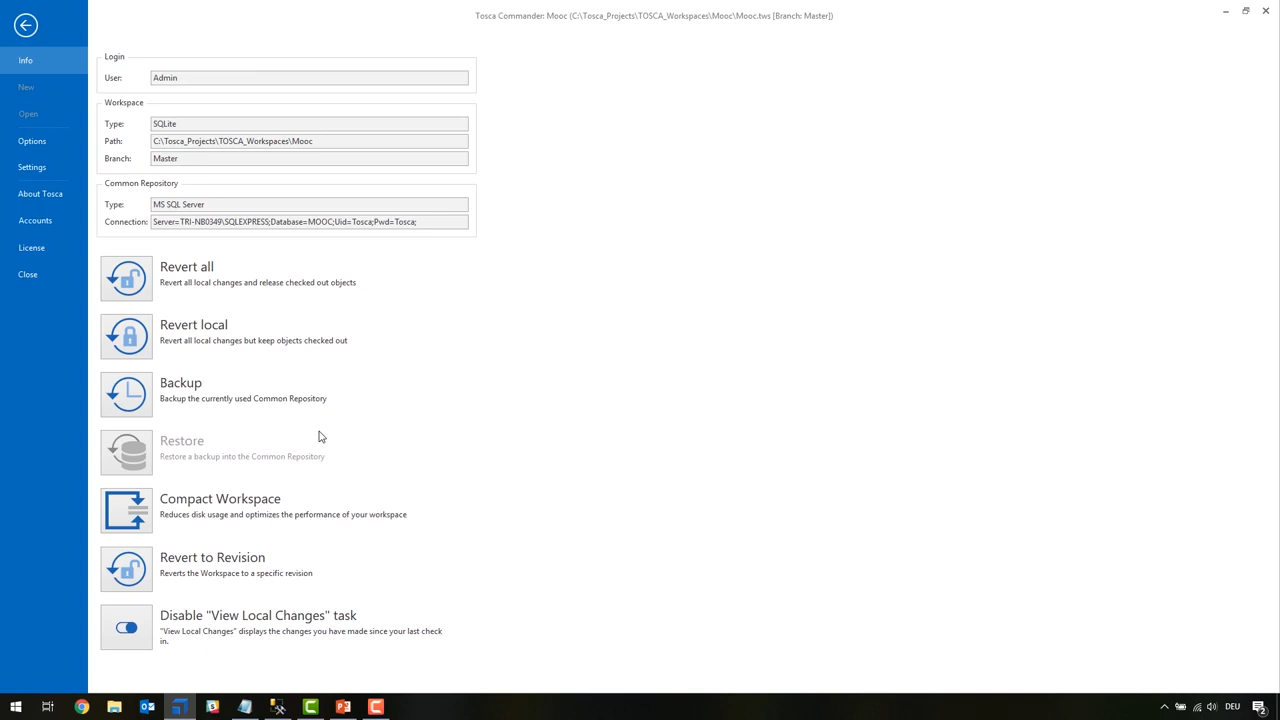 Tosca Commander: Mooc (C:\Tosca_Projects\TOSCA_Workspaces\Mooc\Mooc.tws [Branch: Master])
Info
New
Open
Options
Settings
About Tosca
Accounts
License
Close
Login
User: Admin
Workspace
Type: SQLite
Path: C:\Tosca_Projects\TOSCA_Workspaces\Mooc
Branch: Master
Common Repository
Type: MS SQL Server
Connection: Server=TRI-NB0349\SQLEXPRESS;Database=MOOC;Uid=Tosca;Pwd=Tosca;
Revert all
Revert all local changes and release checked out objects
Revert local
Revert all local changes but keep objects checked out
Backup
Backup the currently used Common Repository
Restore
Restore a backup into the Common Repository
Compact Workspace
Reduces disk usage and optimizes the performance of your workspace
Revert to Revision
Reverts the Workspace to a specific revision
Disable "View Local Changes" task
"View Local Changes" displays the changes you have made since your last check
in.
DEU